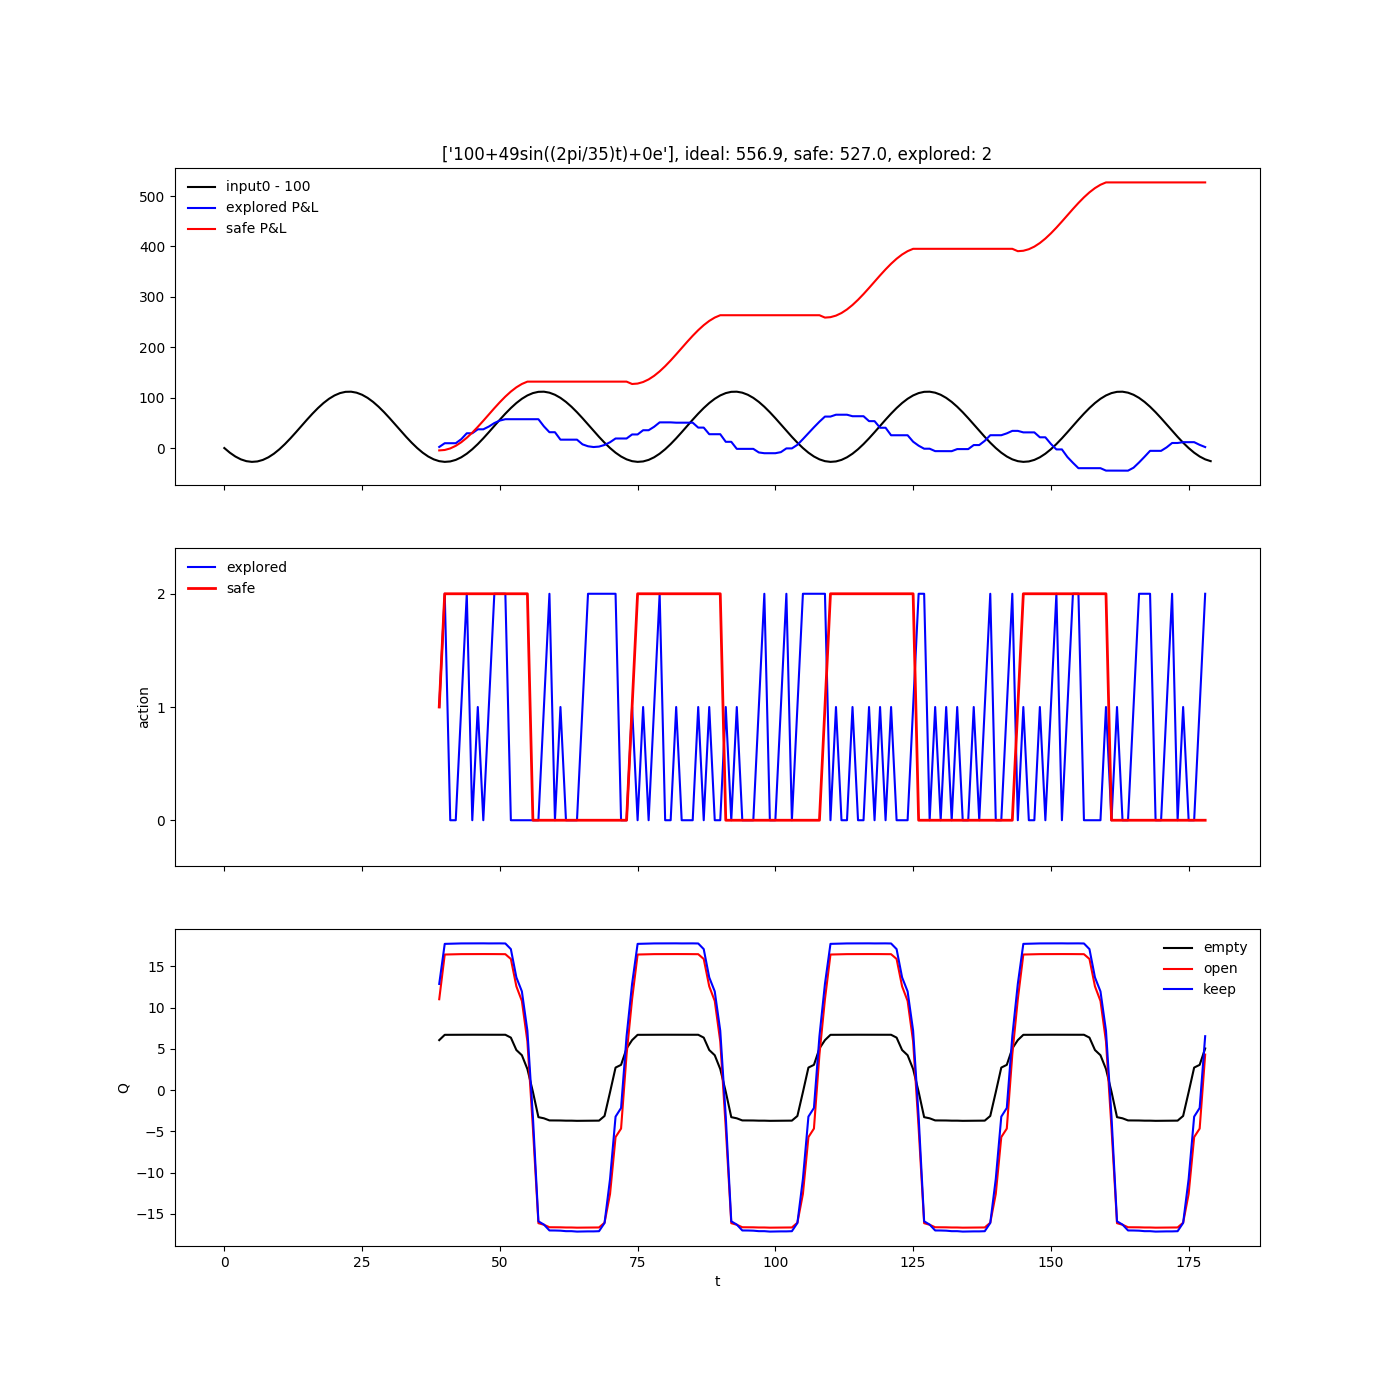 ['100+49sin((2pi/35)t)+0e'], ideal: 556.9, safe: 527.0, explored: 2
input0 - 100
explored P&L
safe P&L
500
400
300
200
100
0
explored
safe
2
1
0
action
empty
open
keep
15
10
5
0
−5
−10
−15
Q
0 25 50 75 100 125 150 175
t